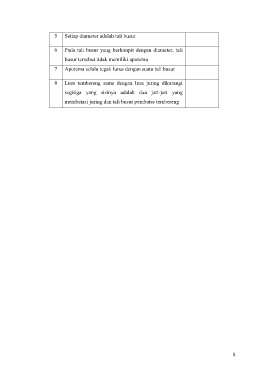 5 Setiap diameter adalah tali busur
6 Pada tali busur yang berhimpit dengan diameter, tali
busur tersebut tidak memiliki apotema
7 Apotema selalu tegak lurus dengan suatu tali busur
8 Luas tembereng sama dengan luas juring dikurangi
segitiga yang sisinya adalah dua jari-jari yang
membatasi juring dan tali busur pembatas tembereng
8